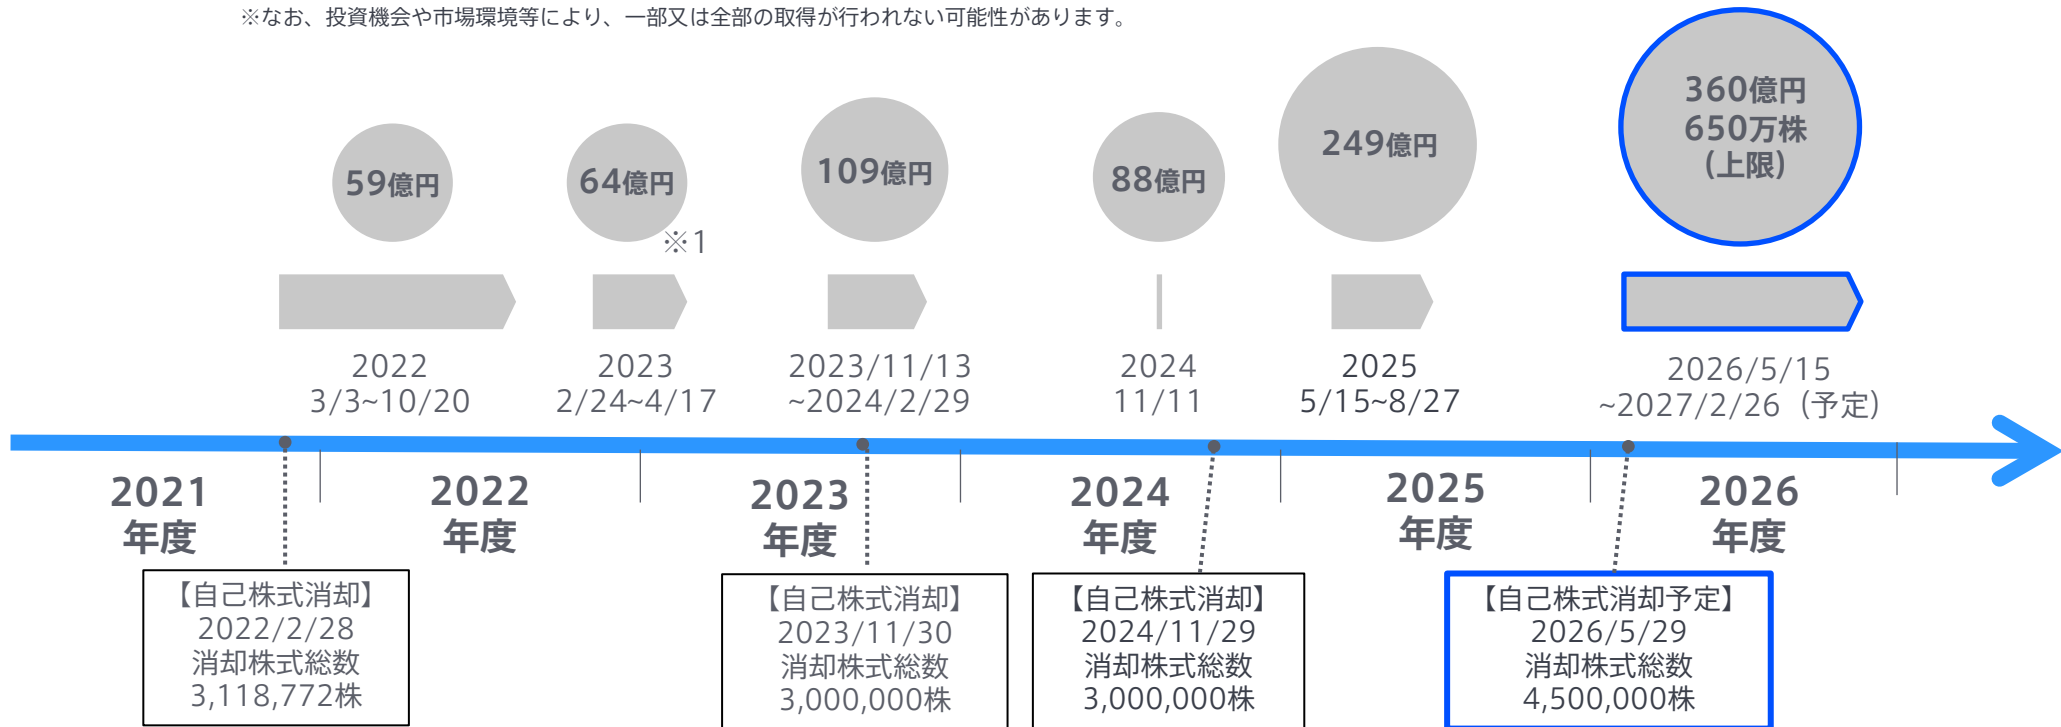 ※なお、投資機会や市場環境等により、一部又は全部の取得が行われない可能性があります。
59億円
64億円
※1
109億円
88億円
249億円
360億円
650万株
(上限)
2022
3/3~10/20
2023
2/24~4/17
2023/11/13
~2024/2/29
2024
11/11
2025
5/15~8/27
2026/5/15
~2027/2/26（予定）
2021
年度
2022
年度
2023
年度
2024
年度
2025
年度
2026
年度
【自己株式消却】
2022/2/28
消却株式総数
3,118,772株
【自己株式消却】
2023/11/30
消却株式総数
3,000,000株
【自己株式消却】
2024/11/29
消却株式総数
3,000,000株
【自己株式消却予定】
2026/5/29
消却株式総数
4,500,000株